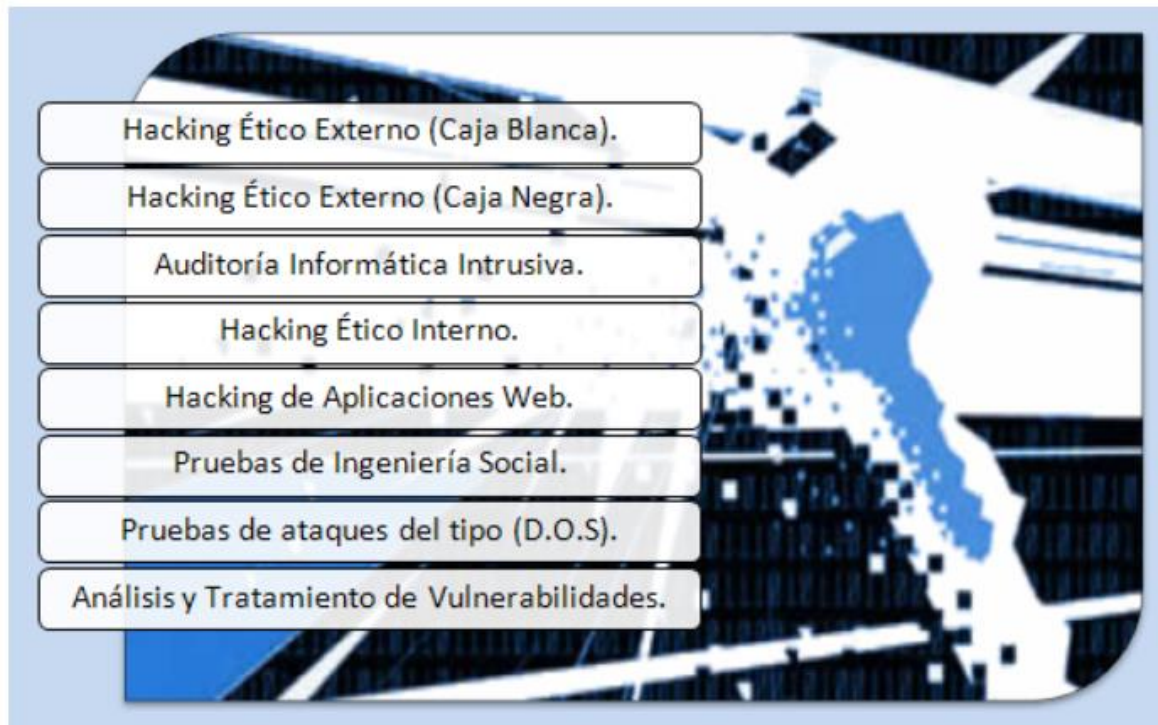 Hacking Ético Externo (Caja Blanca).
Hacking Ético Externo (Caja Negra).
Auditoría Informática Intrusiva.
Hacking Ético Interno.
Hacking de Aplicaciones Web.
Pruebas de Ingeniería Social.
Pruebas de ataques del tipo (D.O.S).
Análisis y Tratamiento de Vulnerabilidades.